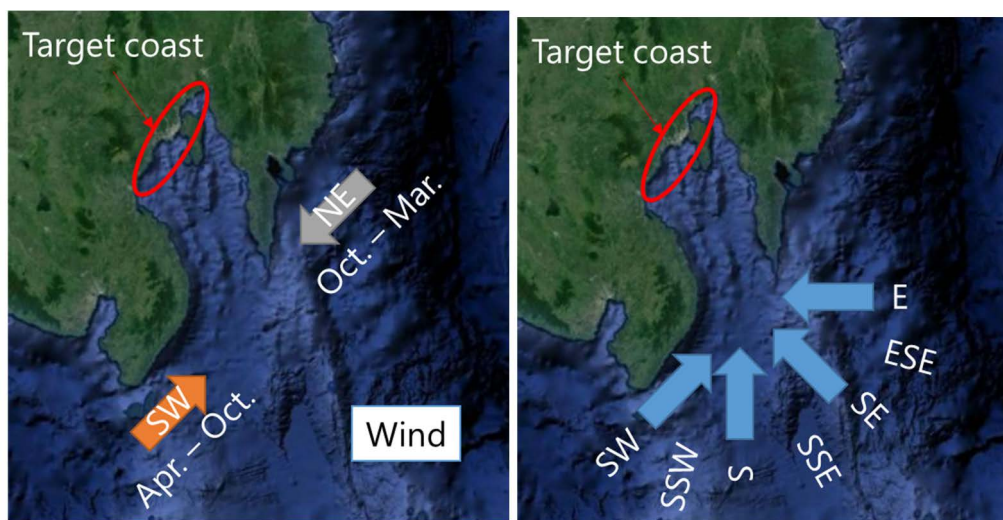 Target coast
NE
Oct. – Mar.
SW
Apr. – Oct.
Wind
Target coast
E
ESE
SE
SSE
S
SSW
SW